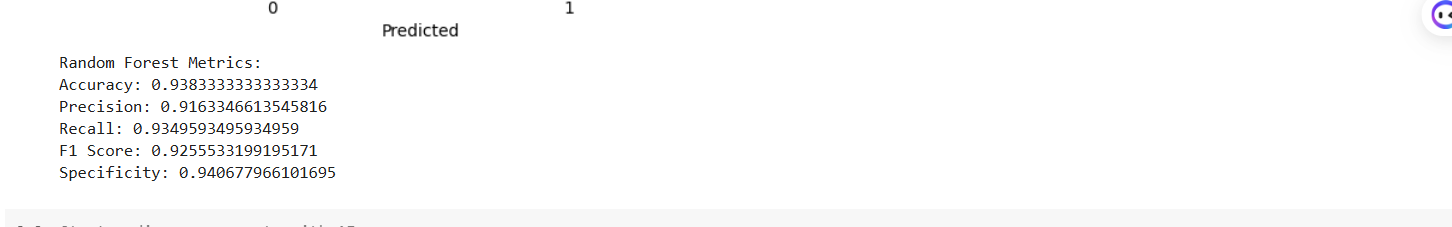 0 1
Predicted
Random Forest Metrics:
Accuracy: 0.9383333333333334
Precision: 0.9163346613545816
Recall: 0.9349593495934959
F1 Score: 0.9255533199195171
Specificity: 0.940677966101695